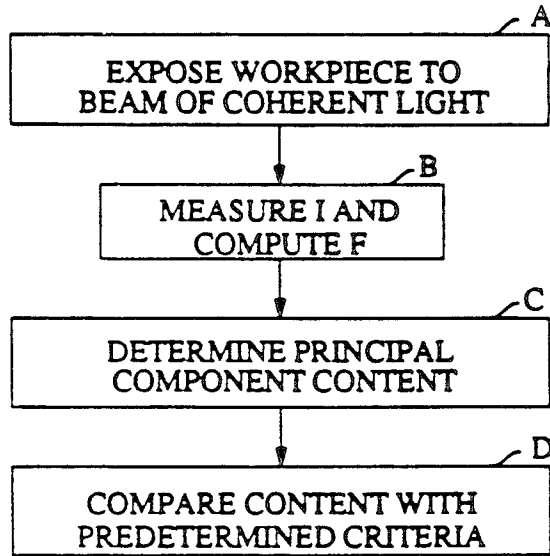 A
EXPOSE WORKPIECE TO
BEAM OF COHERENT LIGHT
B
MEASURE I AND
COMPUTE F
C
DETERMINE PRINCIPAL
COMPONENT CONTENT
D
COMPARE CONTENT WITH
PREDETERMINED CRITERIA